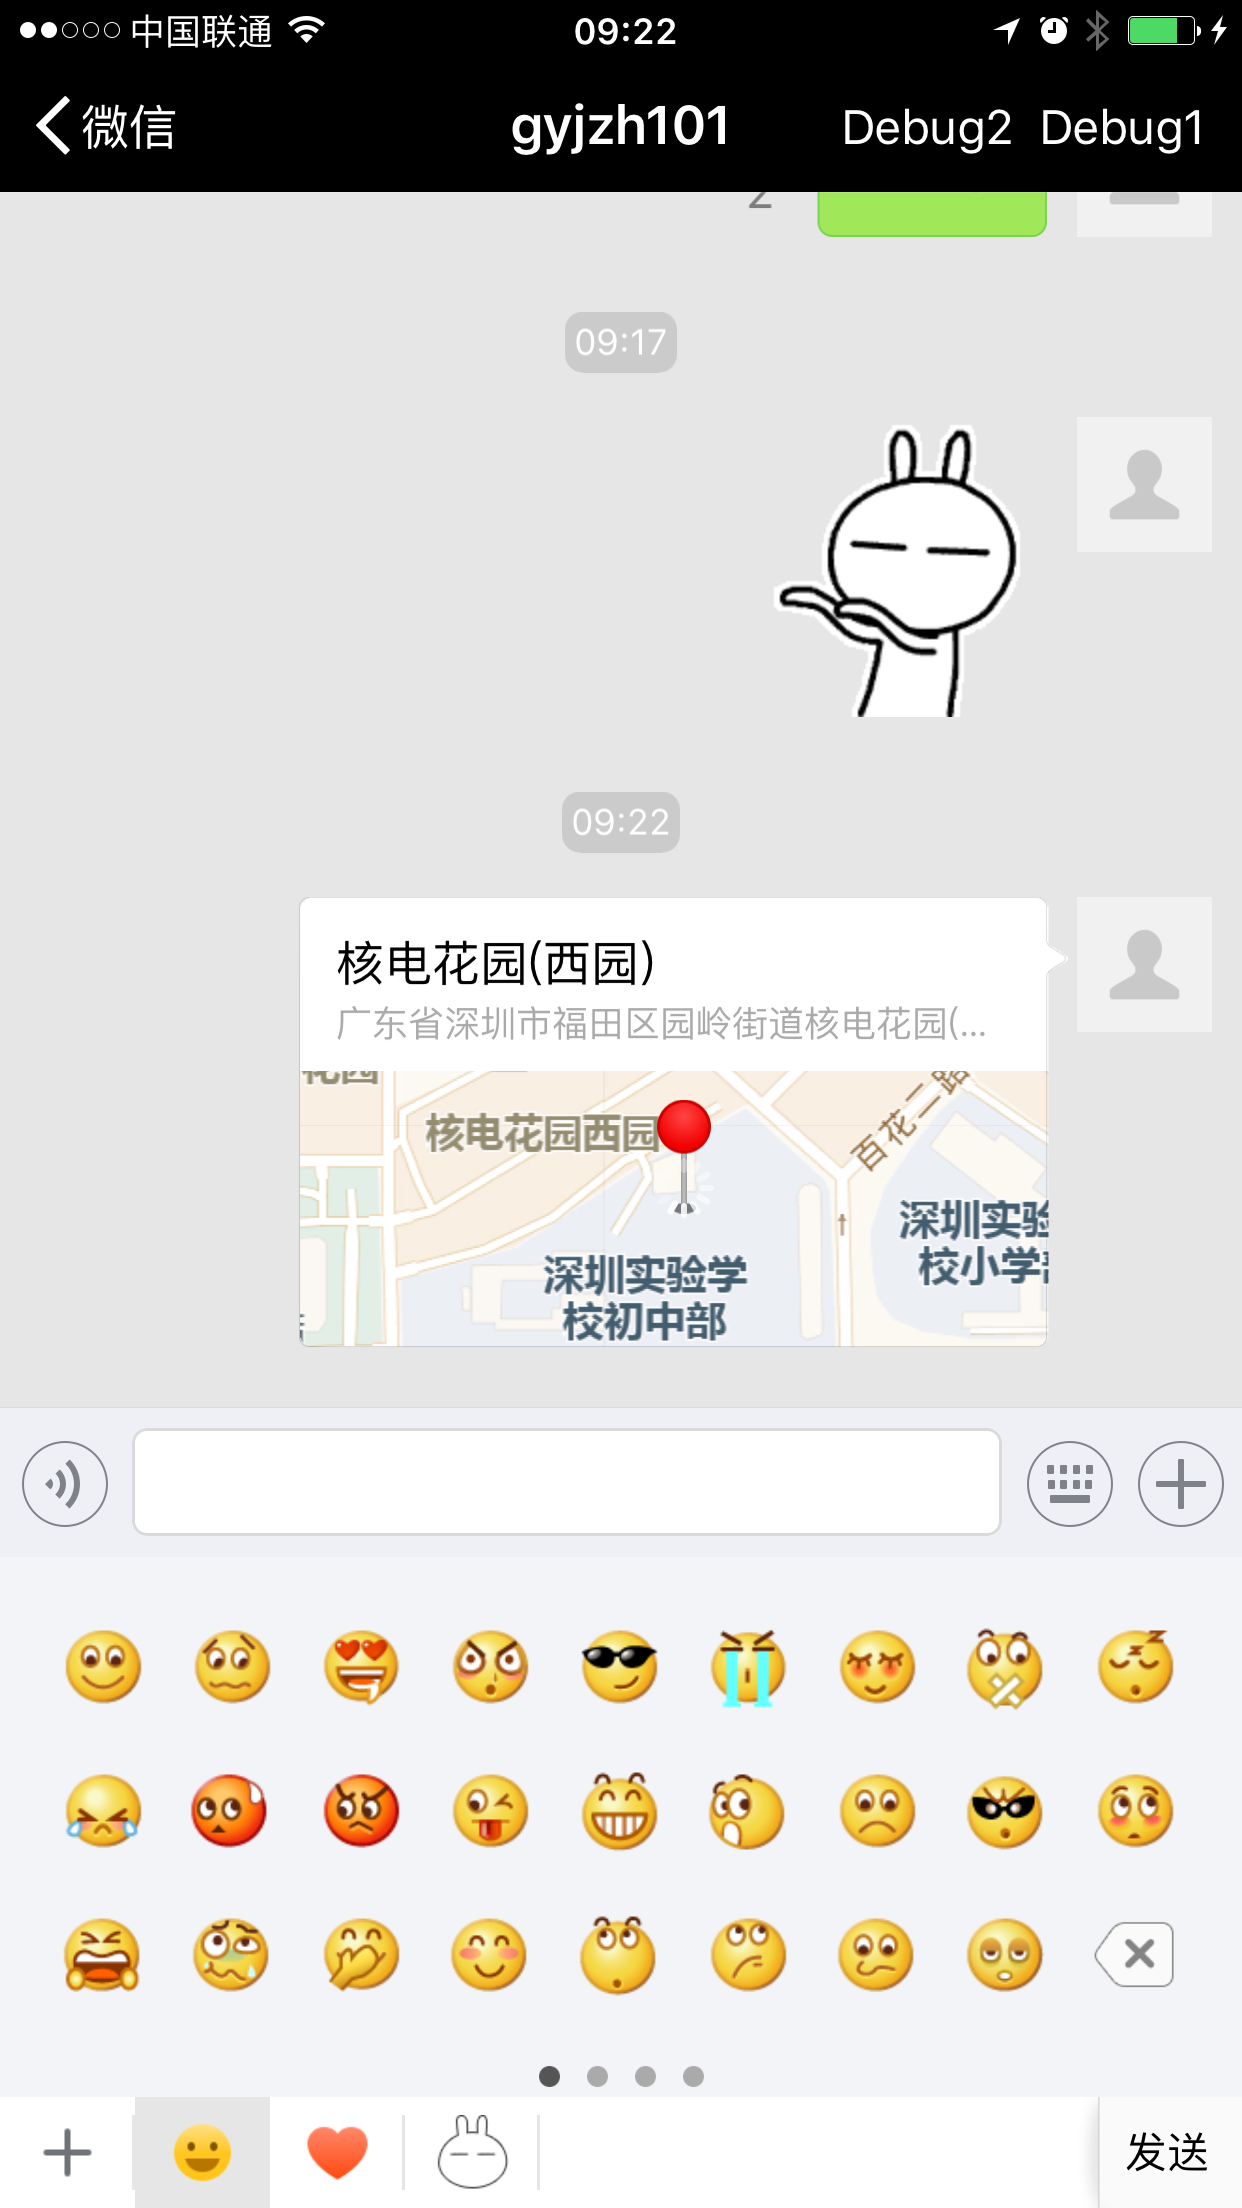 中国联通 09:22
微信 gyjzh101 Debug2 Debug1
09:17
09:22
核电花园(西园)
广东省深圳市福田区园岭街道核电花园(...
核电花园西园
百花二路
深圳实验学
校初中部
深圳实验
校小学部
发送